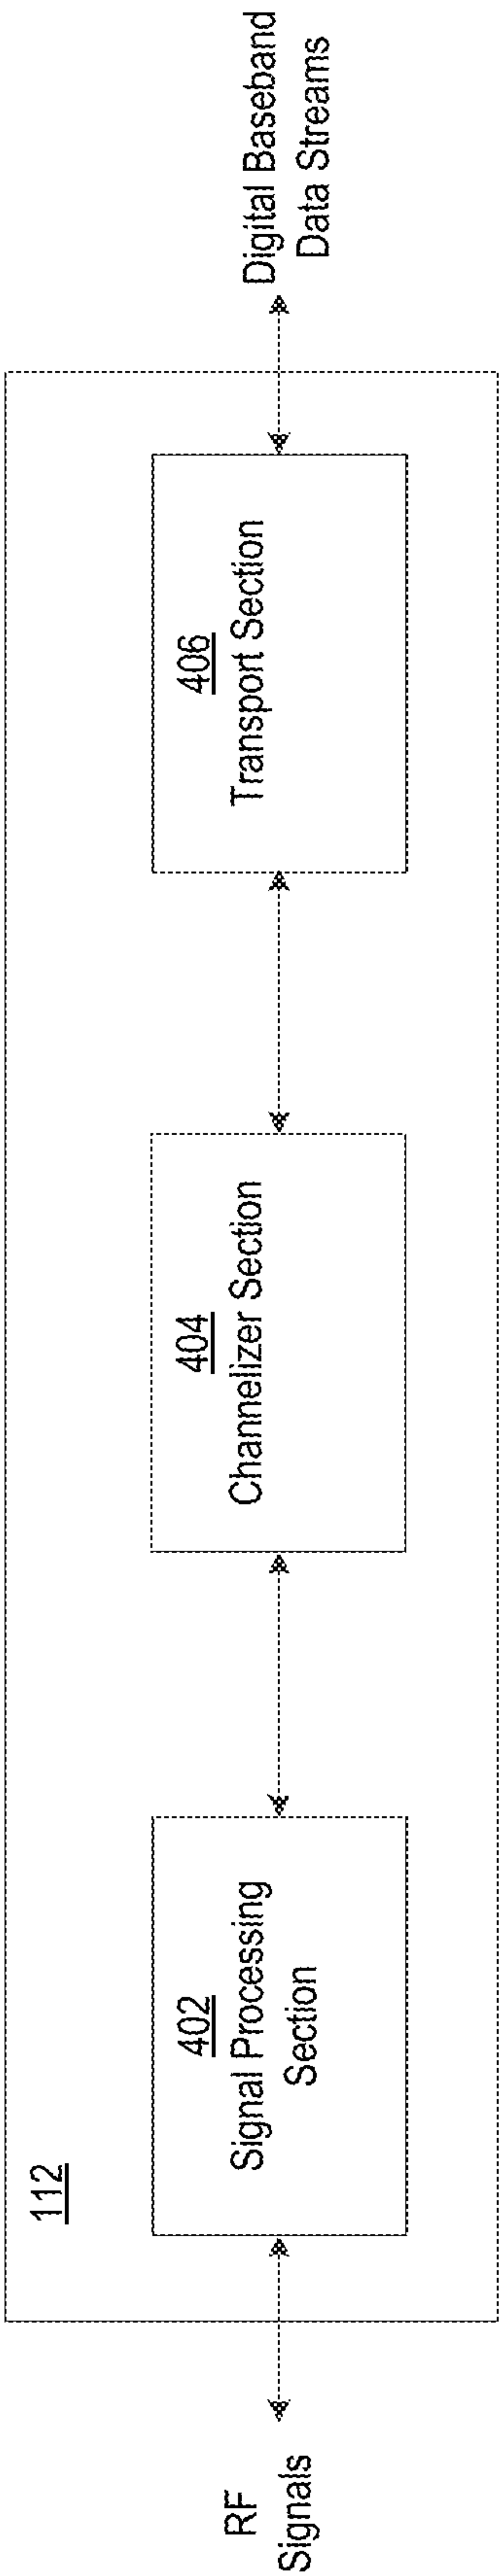 112
RF
Signals
402
Signal Processing
Section
404
Channelizer Section
406
Transport Section
Digital Baseband
Data Streams